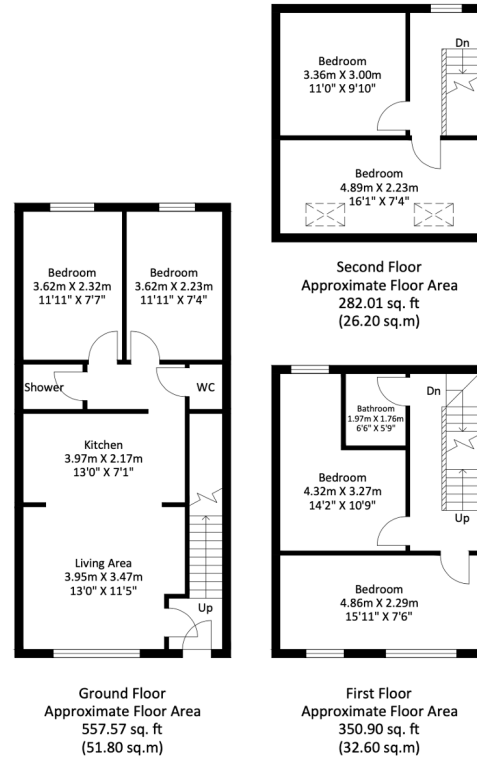 Bedroom
3.36m X 3.00m
11'0" X 9'10"
Dn
Bedroom
4.89m X 2.23m
16'1" X 7'4"
Second Floor
Approximate Floor Area
282.01 sq. ft
(26.20 sq.m)
Bedroom
3.62m X 2.32m
11'11" X 7'7"
Bedroom
3.62m X 2.23m
11'11" X 7'4"
Shower
WC
Kitchen
3.97m X 2.17m
13'0" X 7'1"
Living Area
3.95m X 3.47m
13'0" X 11'5"
Up
Ground Floor
Approximate Floor Area
557.57 sq. ft
(51.80 sq.m)
Dn
Bathroom
1.97m X 1.76m
6'6" X 5'9"
Bedroom
4.32m X 3.27m
14'2" X 10'9"
Up
Bedroom
4.86m X 2.29m
15'11" X 7'6"
First Floor
Approximate Floor Area
350.90 sq. ft
(32.60 sq.m)